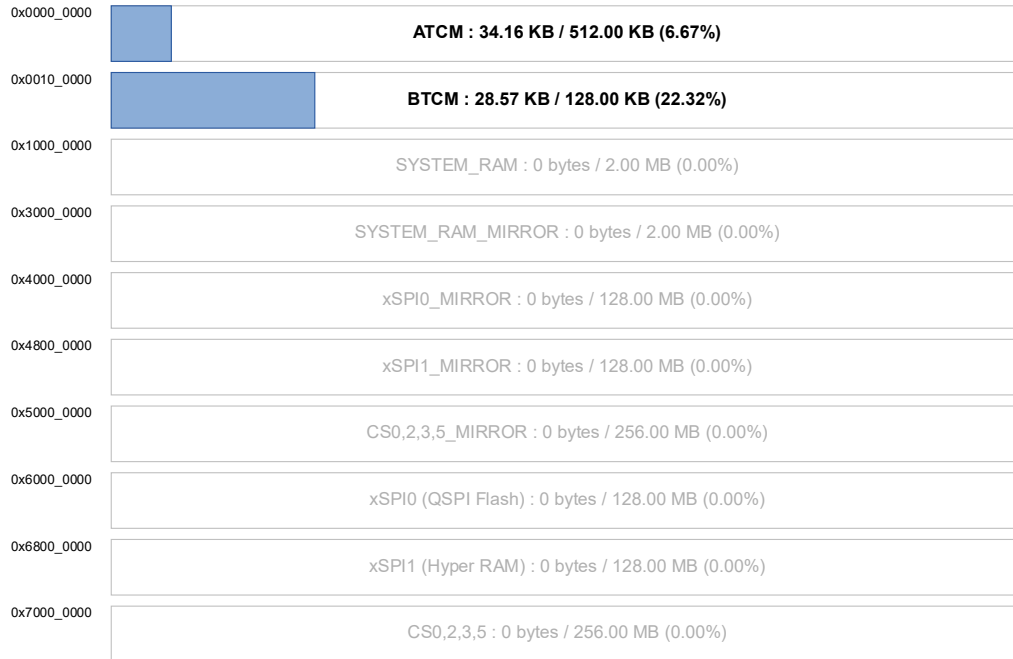 0x0000_0000
ATCM : 34.16 KB / 512.00 KB (6.67%)
0x0010_0000
BTCM : 28.57 KB / 128.00 KB (22.32%)
0x1000_0000
SYSTEM_RAM : 0 bytes / 2.00 MB (0.00%)
0x3000_0000
SYSTEM_RAM_MIRROR : 0 bytes / 2.00 MB (0.00%)
0x4000_0000
xSPI0_MIRROR : 0 bytes / 128.00 MB (0.00%)
0x4800_0000
xSPI1_MIRROR : 0 bytes / 128.00 MB (0.00%)
0x5000_0000
CS0,2,3,5_MIRROR : 0 bytes / 256.00 MB (0.00%)
0x6000_0000
xSPI0 (QSPI Flash) : 0 bytes / 128.00 MB (0.00%)
0x6800_0000
xSPI1 (Hyper RAM) : 0 bytes / 128.00 MB (0.00%)
0x7000_0000
CS0,2,3,5 : 0 bytes / 256.00 MB (0.00%)